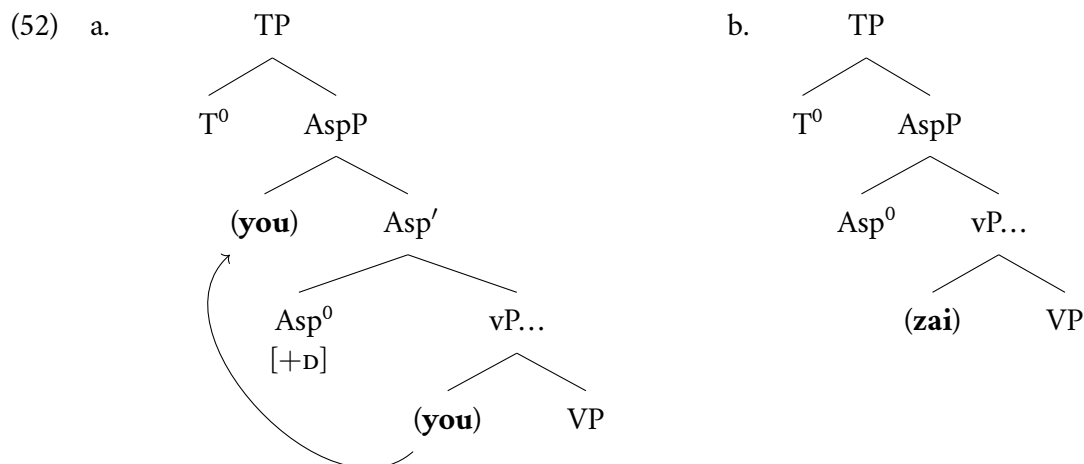 (52) a. TP b. TP
T⁰ AspP T⁰ AspP
(you) Asp′ Asp⁰ vP…
Asp⁰ vP… (zai) VP
[+D]
(you) VP